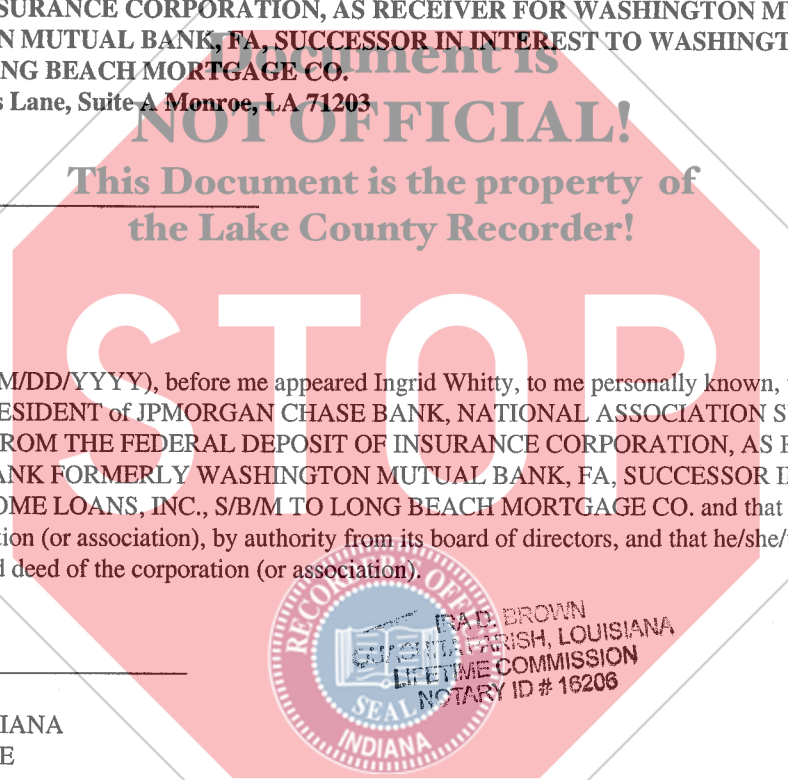 SURANCE CORPORATION, AS RECEIVER FOR WASHINGTON MU
N MUTUAL BANK, FA, SUCCESSOR IN INTEREST TO WASHINGT
NG BEACH MORTGAGE CO.
s Lane, Suite A Monroe, LA 71203
Document is
NOT OFFICIAL!
This Document is the property of
the Lake County Recorder!
STOP
M/DD/YYYY), before me appeared Ingrid Whitty, to me personally known,
ESIDENT of JPMORGAN CHASE BANK, NATIONAL ASSOCIATION S
ROM THE FEDERAL DEPOSIT OF INSURANCE CORPORATION, AS
ANK FORMERLY WASHINGTON MUTUAL BANK, FA, SUCCESSOR I
OME LOANS, INC., S/B/M TO LONG BEACH MORTGAGE CO. and that
tion (or association), by authority from its board of directors, and that he/she/
d deed of the corporation (or association).
RECORDER'S OFFICE
SEAL
INDIANA
IRA D. BROWN
OUACHITA PARISH, LOUISIANA
LIFETIME COMMISSION
NOTARY ID # 16206
IANA
E